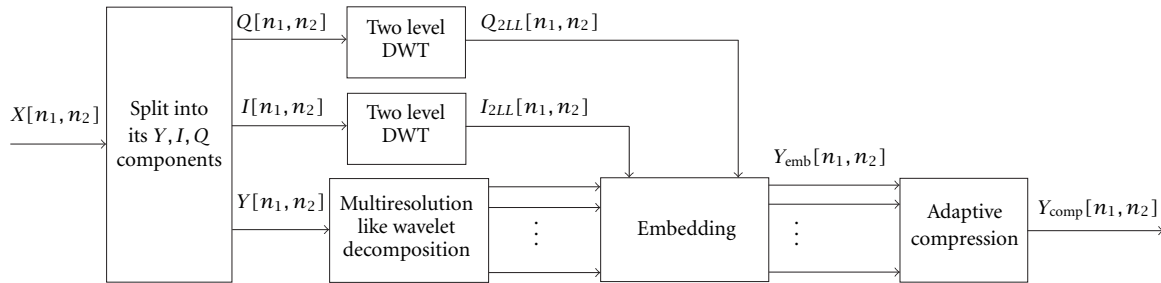 X[n₁, n₂]
Split into
its Y, I, Q
components
Q[n₁, n₂]
Two level
DWT
Q₂LL[n₁, n₂]
I[n₁, n₂]
Two level
DWT
I₂LL[n₁, n₂]
Y[n₁, n₂]
Multiresolution
like wavelet
decomposition
⋮
Embedding
Yemb[n₁, n₂]
⋮
Adaptive
compression
Ycomp[n₁, n₂]